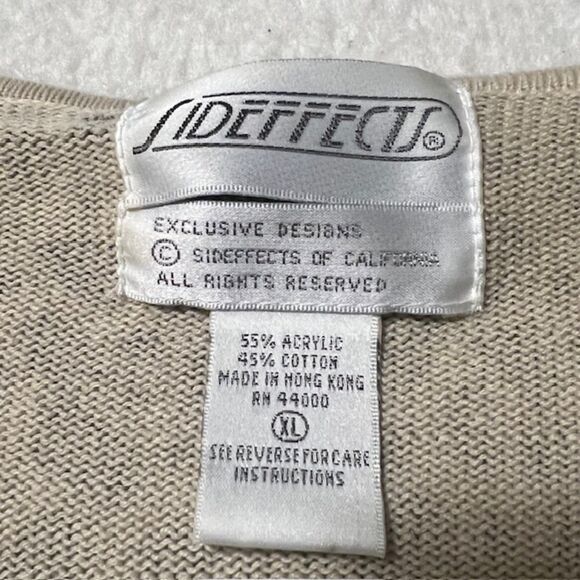 SIDEFFECTS®
EXCLUSIVE DESIGNS
© SIDEFFECTS OF CALIFORNIA
ALL RIGHTS RESERVED
55% ACRYLIC
45% COTTON
MADE IN HONG KONG
RN 44000
XL
SEE REVERSE FOR CARE
INSTRUCTIONS